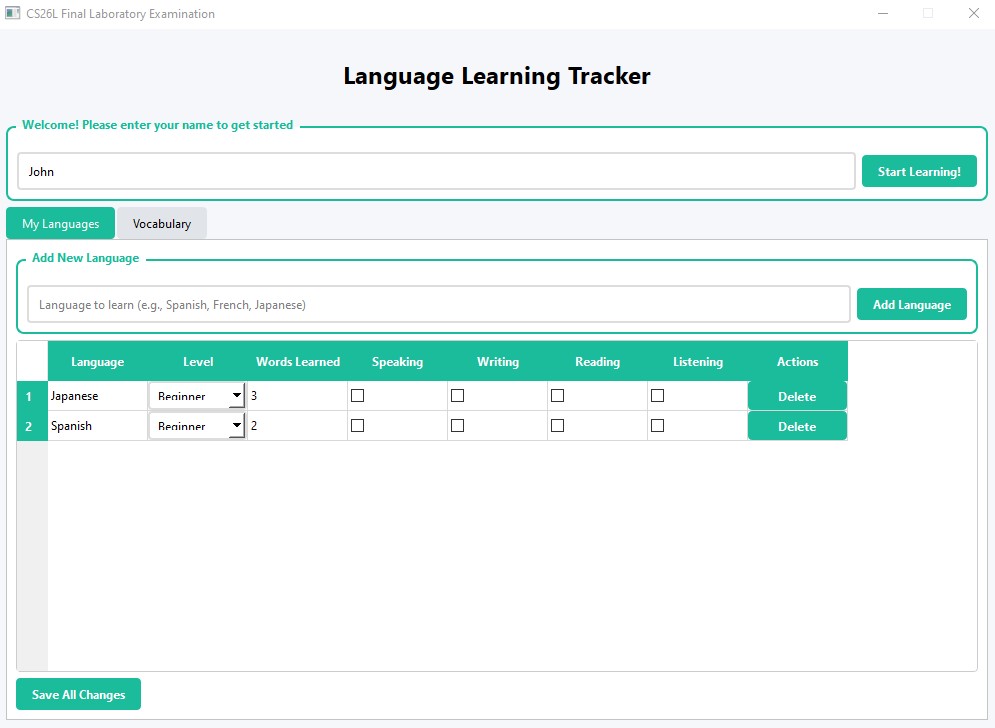 CS26L Final Laboratory Examination
Language Learning Tracker
Welcome! Please enter your name to get started
John
Start Learning!
My Languages
Vocabulary
Add New Language
Language to learn (e.g., Spanish, French, Japanese)
Add Language
Language Level Words Learned Speaking Writing Reading Listening Actions
1 Japanese Beginner 3 Delete
2 Spanish Beginner 2 Delete
Save All Changes